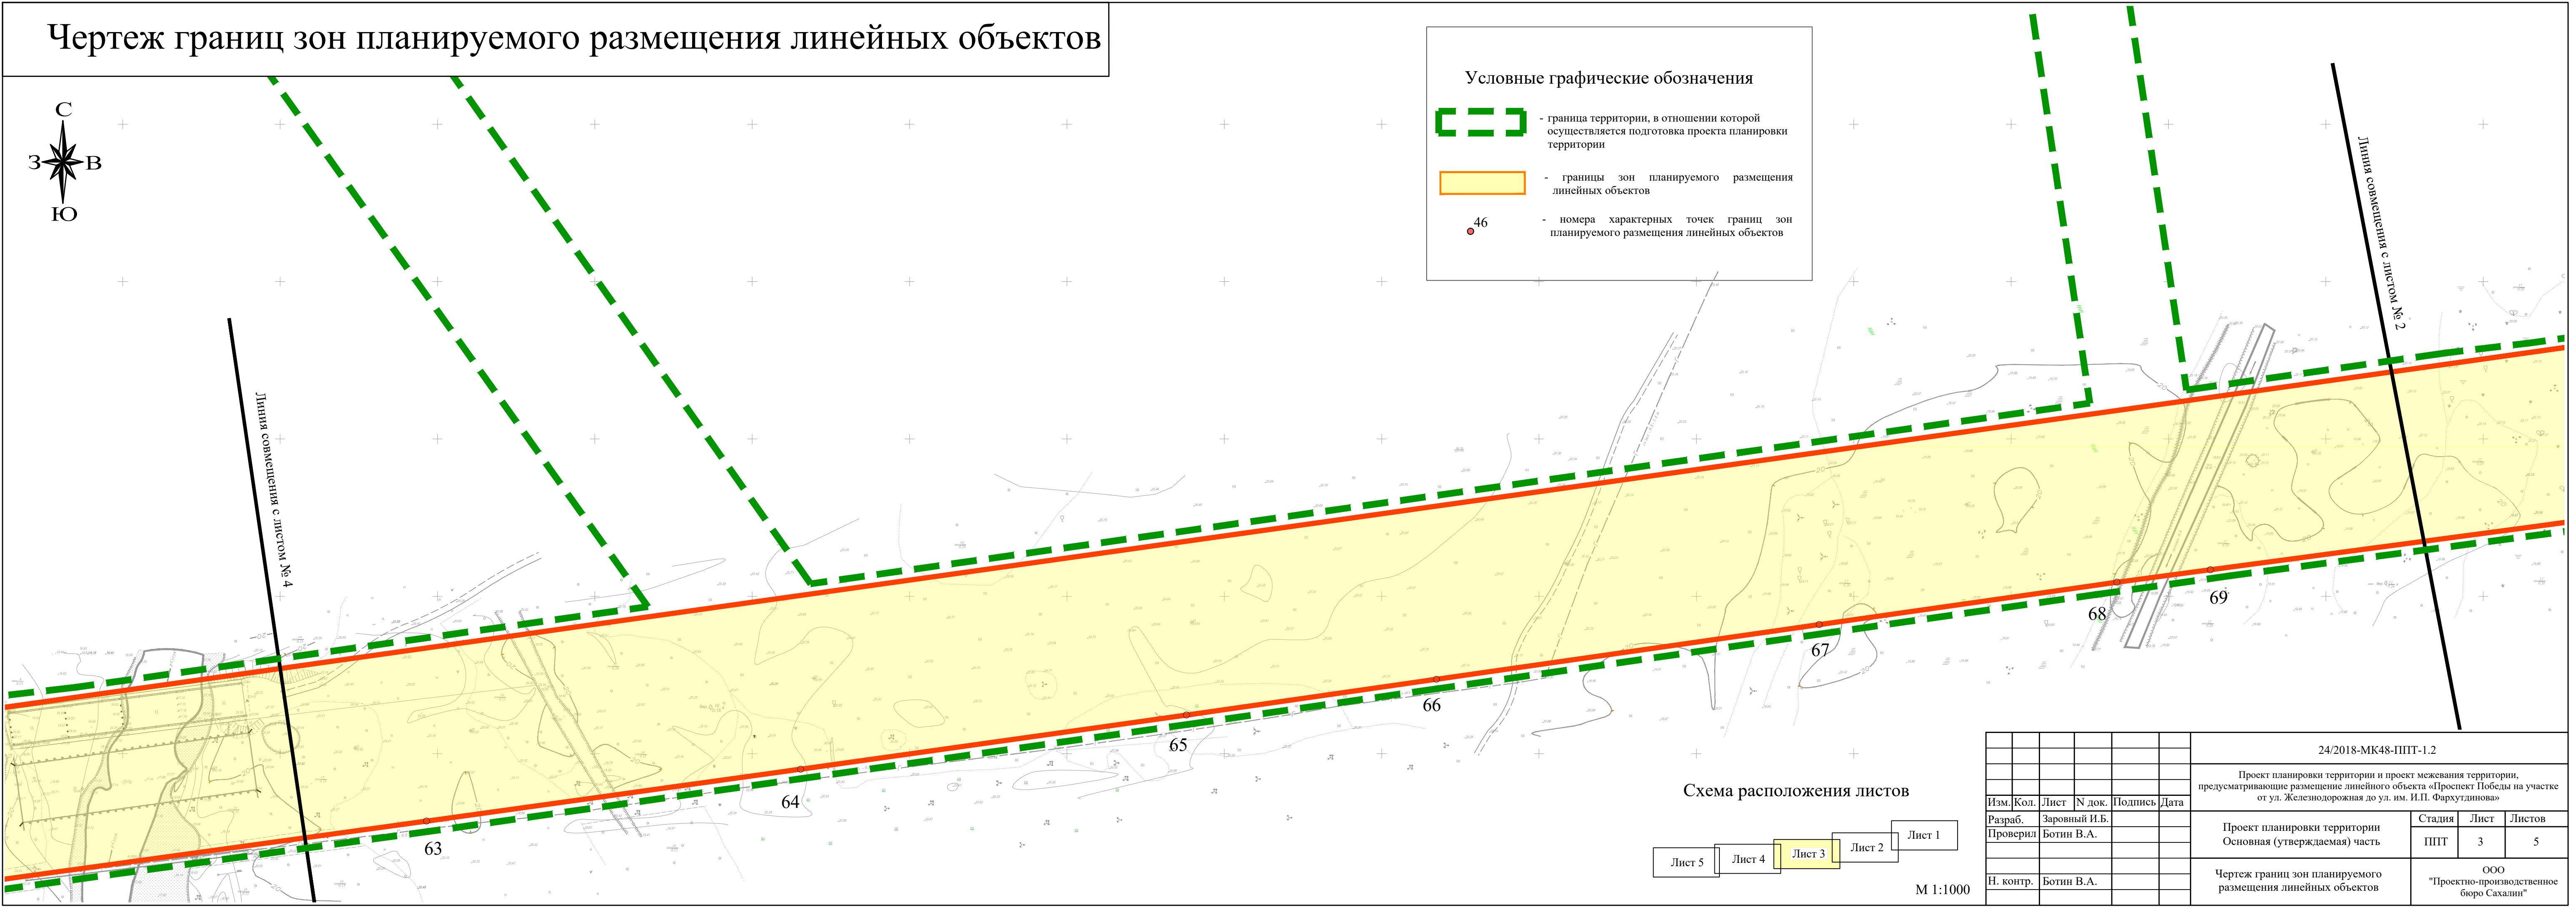 Чертеж границ зон планируемого размещения линейных объектов
С
З В
Ю
Условные графические обозначения
- граница территории, в отношении которой
осуществляется подготовка проекта планировки
территории
- границы зон планируемого размещения
линейных объектов
46
- номера характерных точек границ зон
планируемого размещения линейных объектов
Линия совмещения с листом № 2
Линия совмещения с листом № 4
63
64
65
66
67
68
69
Схема расположения листов
Лист 5
Лист 4
Лист 3
Лист 2
Лист 1
М 1:1000
24/2018-МК48-ППТ-1.2
Проект планировки территории и проект межевания территории,
предусматривающие размещение линейного объекта «Проспект Победы на участке
от ул. Железнодорожная до ул. им. И.П. Фархутдинова»
Изм. Кол. Лист N док. Подпись Дата
Разраб. Заровный И.Б.
Проверил Ботин В.А.
Н. контр. Ботин В.А.
Проект планировки территории
Основная (утверждаемая) часть
Стадия Лист Листов
ППТ 3 5
Чертеж границ зон планируемого
размещения линейных объектов
ООО
"Проектно-производственное
бюро Сахалин"